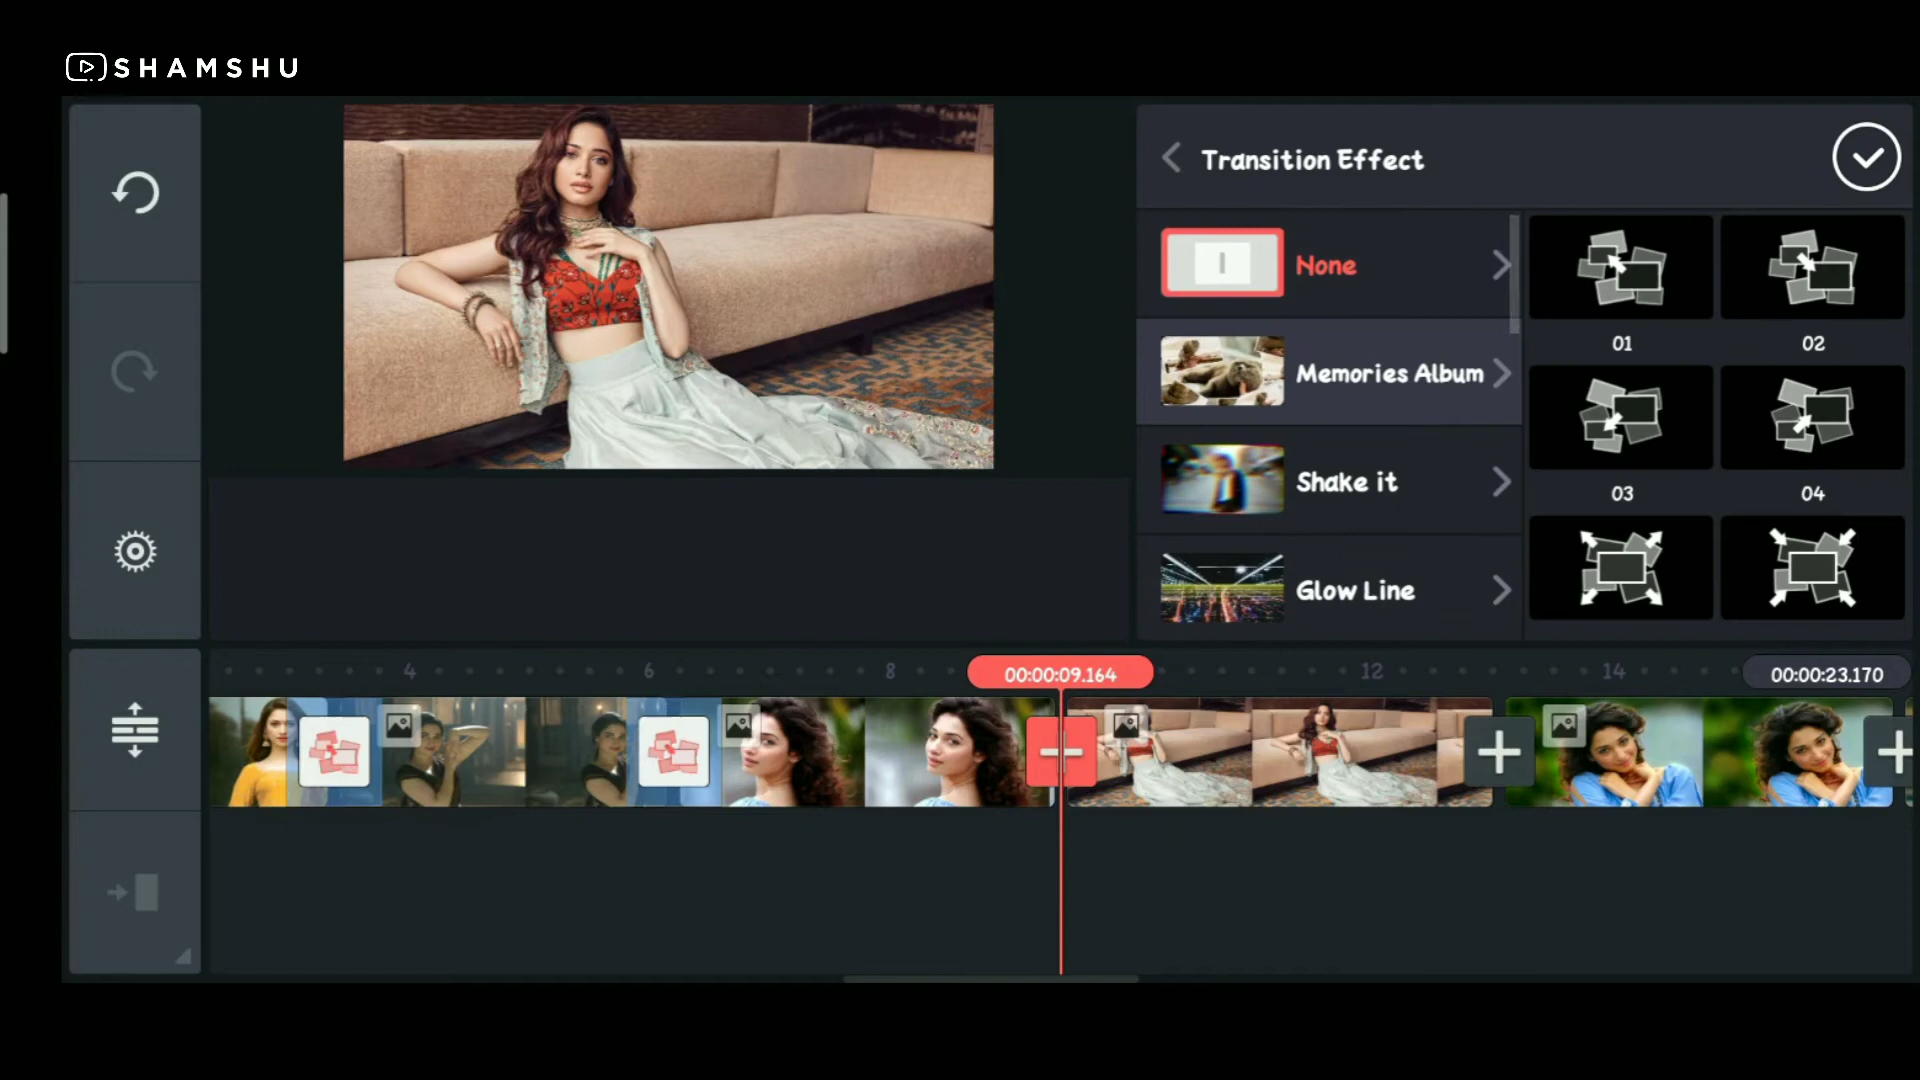 SHAMSHU
Transition Effect
None
Memories Album
Shake it
Glow Line
01
02
03
04
4
6
8
00:00:09.164
12
14
00:00:23.170